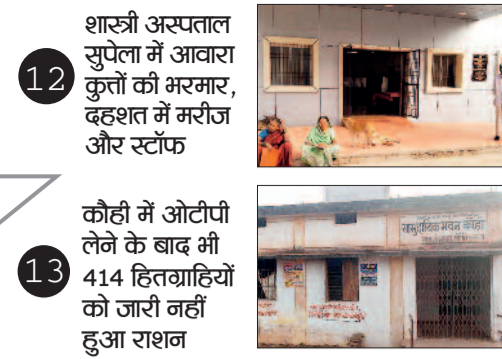 12
शास्त्री अस्पताल
सुपेला में आवारा
कुत्तों की भरमार,
दहशत में मरीज
और स्टॉफ
13
कौही में ओटीपी
लेने के बाद भी
414 हितग्राहियों
को जारी नहीं
हुआ राशन
सामुदायिक भवन कौही